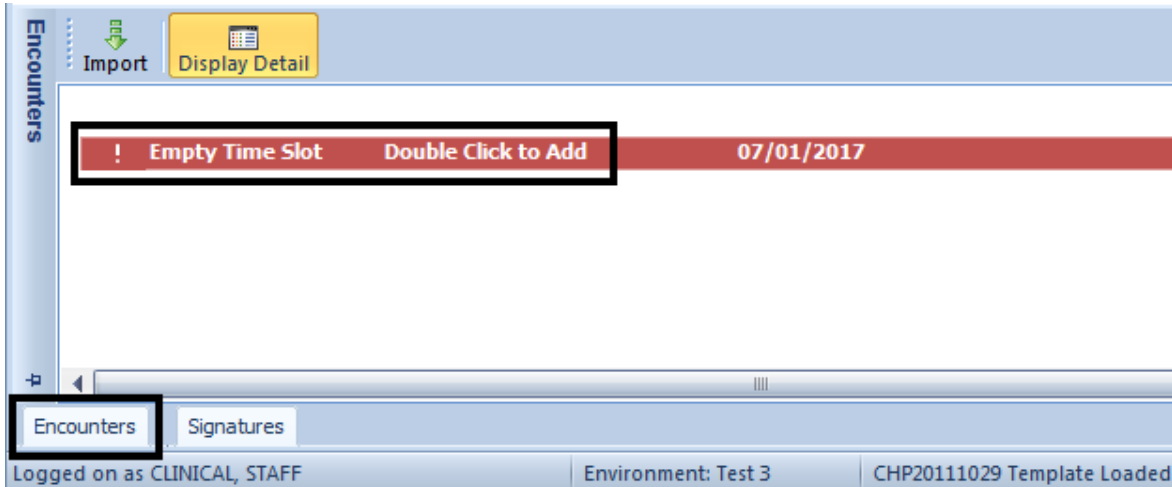 Encounters
Import Display Detail
! Empty Time Slot Double Click to Add 07/01/2017
Encounters Signatures
Logged on as CLINICAL, STAFF Environment: Test 3 CHP20111029 Template Loaded